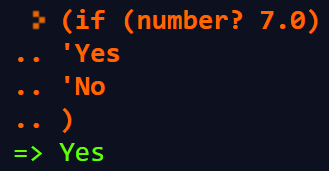 > (if (number? 7.0)
.. 'Yes
.. 'No
.. )
=> Yes